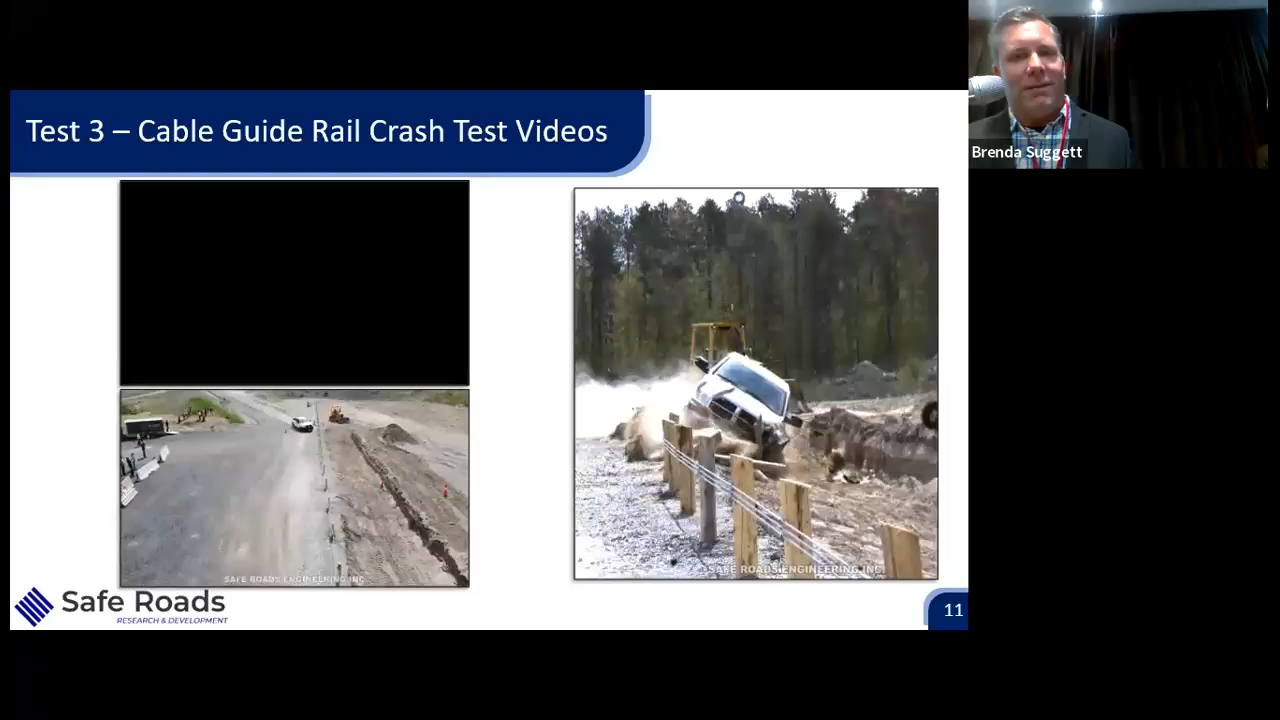 Test 3 – Cable Guide Rail Crash Test Videos
Brenda Suggett
SAFE ROADS ENGINEERING INC.
SAFE ROADS ENGINEERING INC.
Safe Roads
RESEARCH & DEVELOPMENT
11